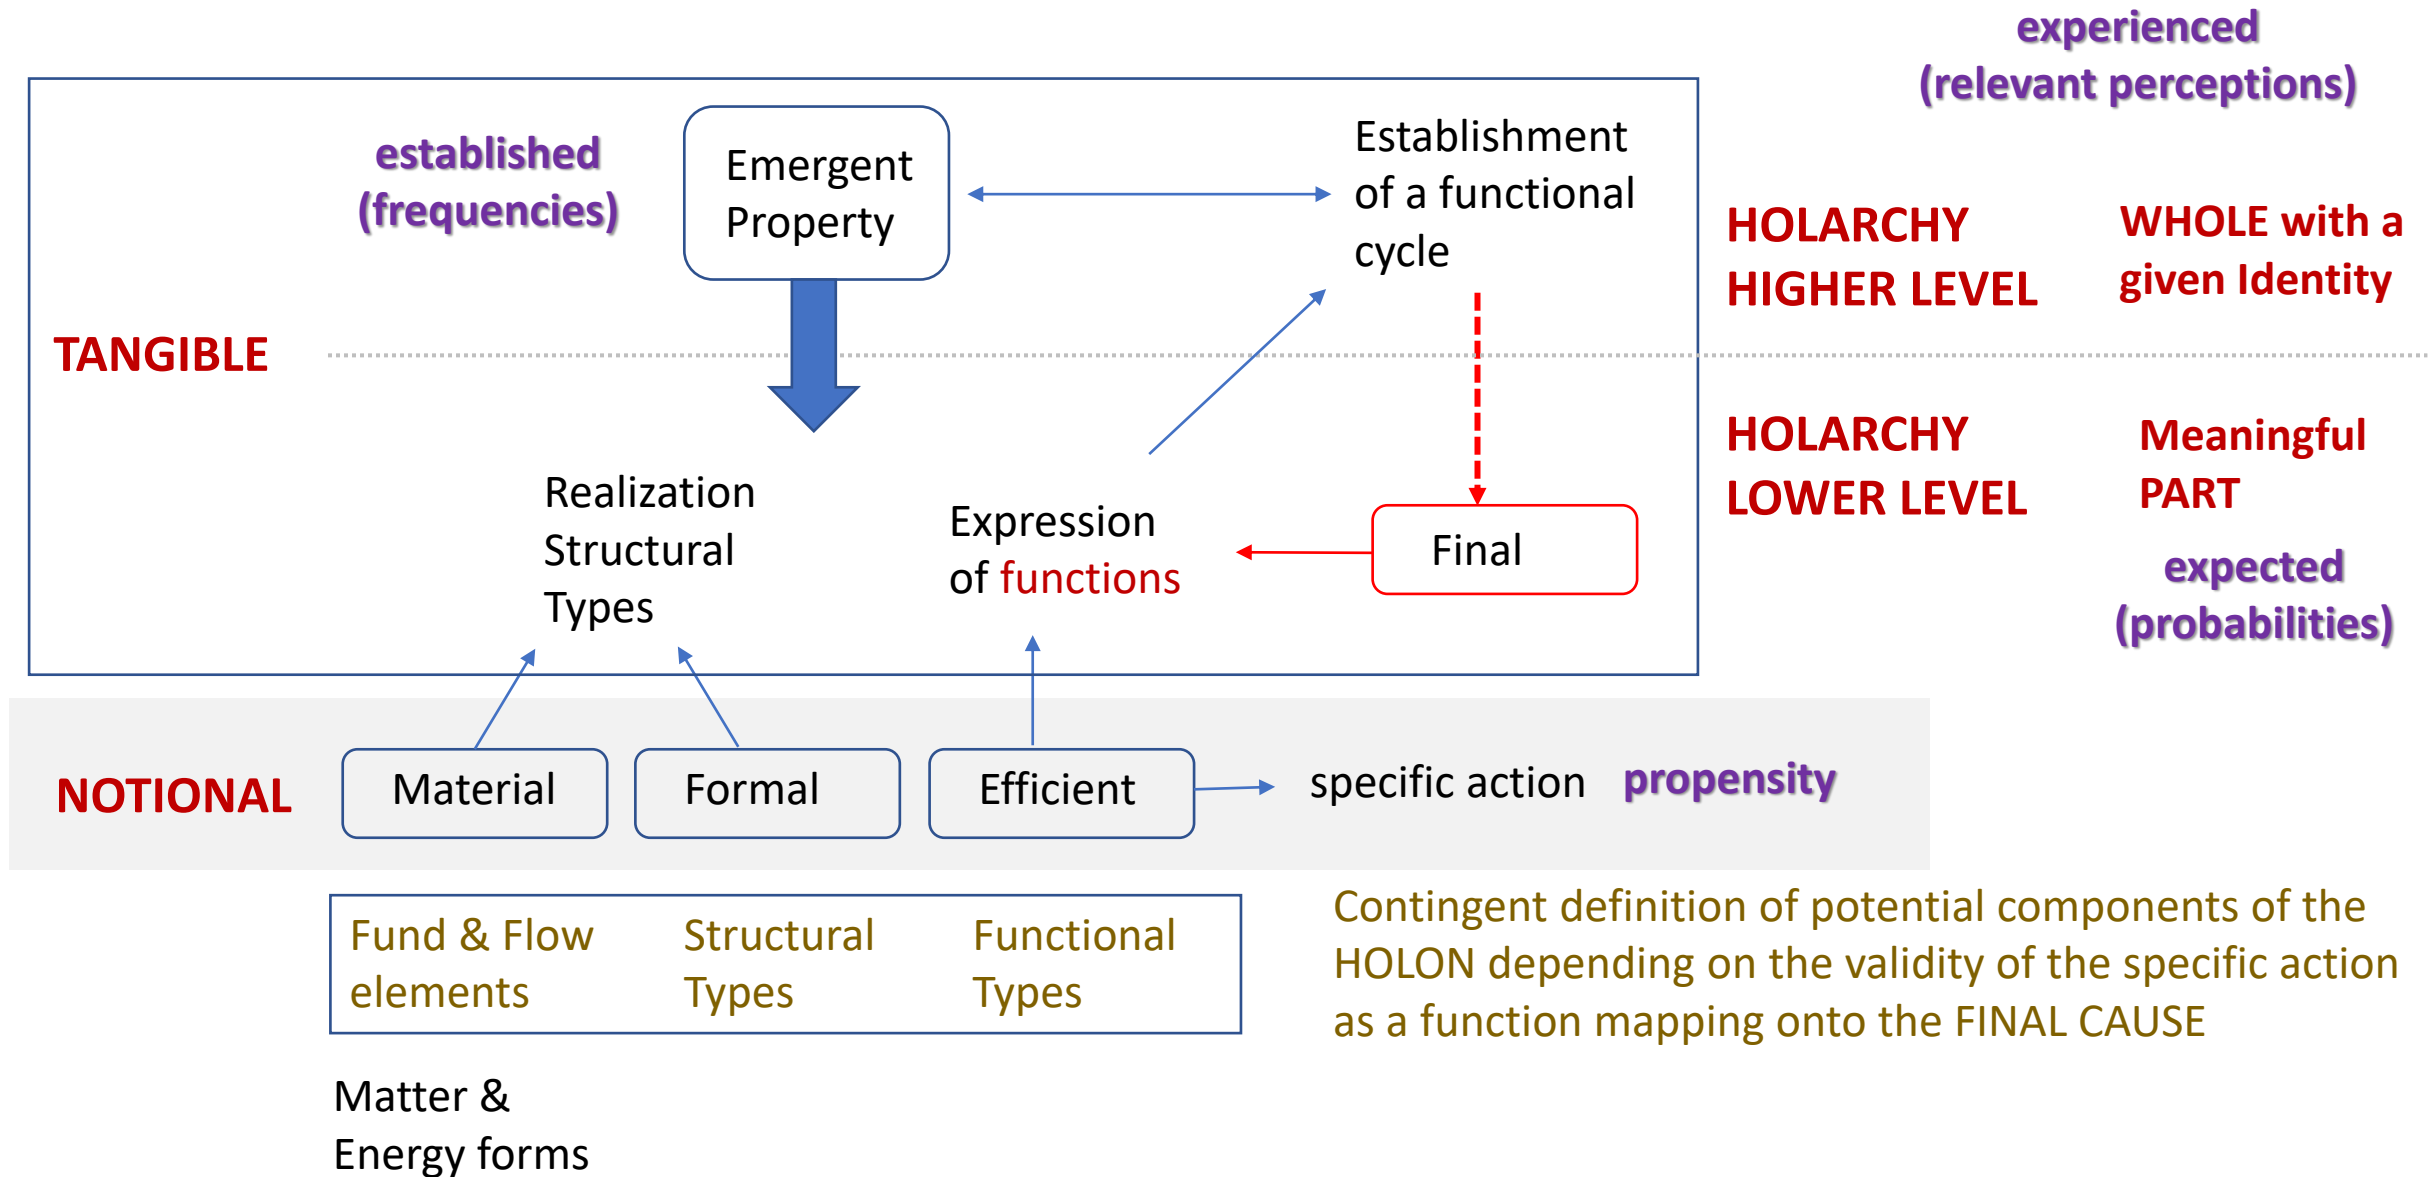 experienced
(relevant perceptions)
established
(frequencies)
Emergent
Property
Establishment
of a functional
cycle
HOLARCHY
HIGHER LEVEL
WHOLE with a
given Identity
TANGIBLE
HOLARCHY
LOWER LEVEL
Meaningful
PART
Realization
Structural
Types
Expression
of functions
Final
expected
(probabilities)
NOTIONAL
Material
Formal
Efficient
specific action
propensity
Fund & Flow
elements
Structural
Types
Functional
Types
Contingent definition of potential components of the
HOLON depending on the validity of the specific action
as a function mapping onto the FINAL CAUSE
Matter &
Energy forms